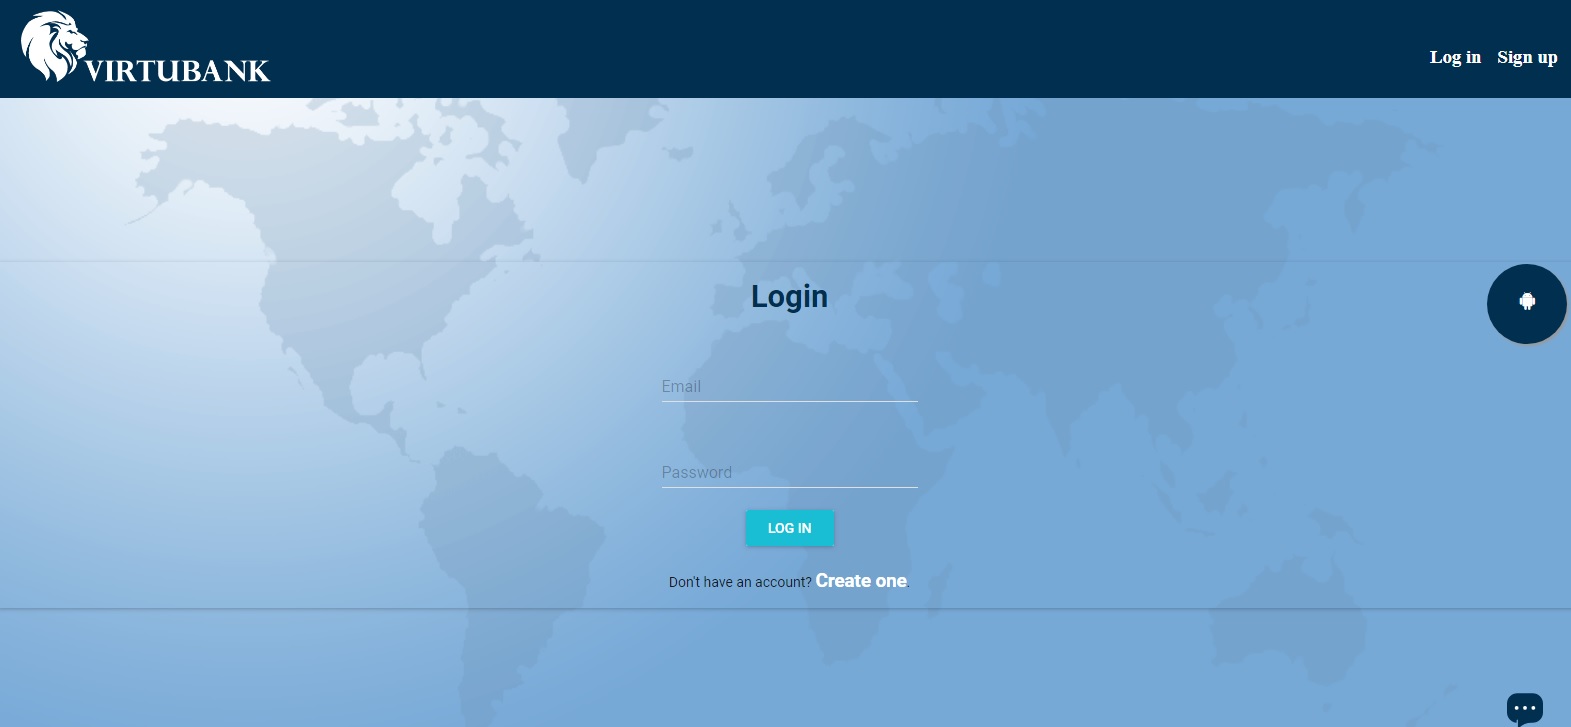 VIRTUBANK
Log in Sign up
Login
Email
Password
LOG IN
Don't have an account? Create one.